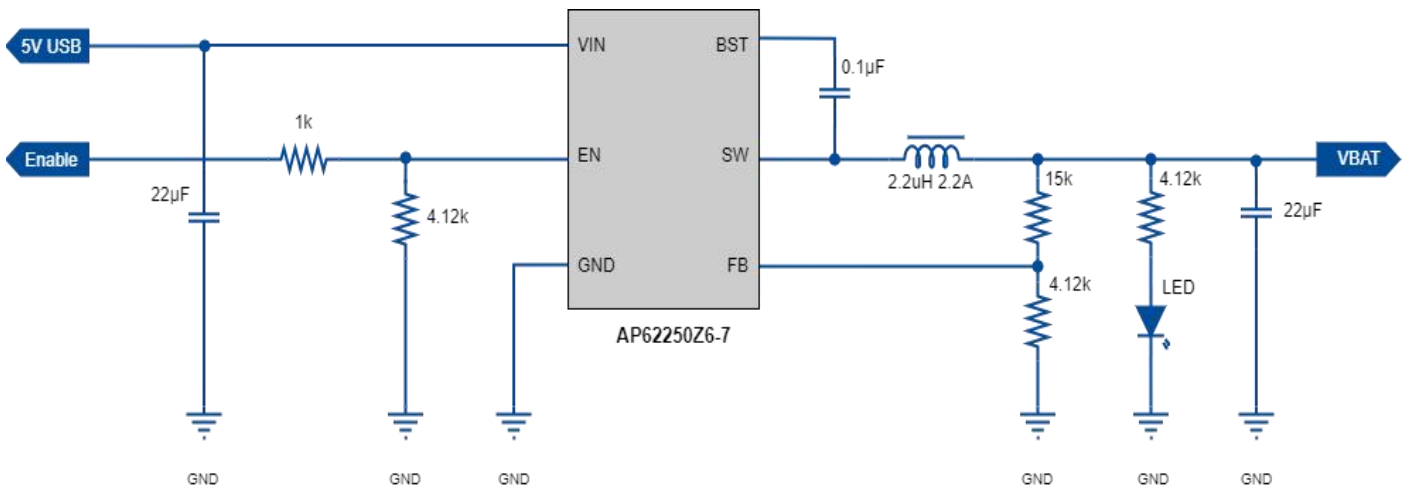 5V USB
VIN
BST
0.1µF
1k
Enable
EN
SW
VBAT
2.2uH 2.2A
15k
4.12k
22µF
4.12k
22µF
GND
FB
4.12k
LED
AP62250Z6-7
GND
GND
GND
GND
GND
GND